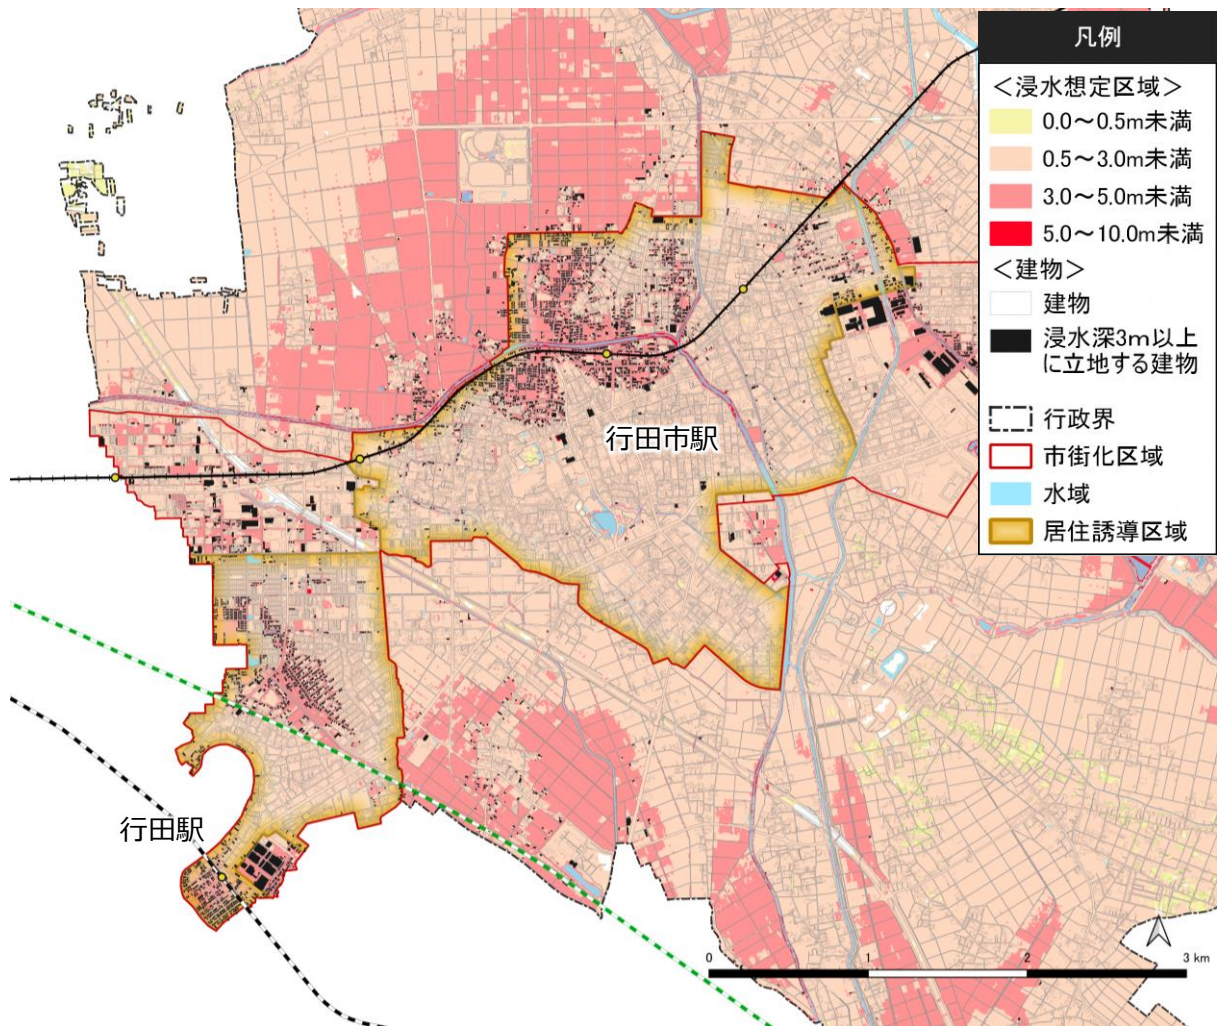 凡例
＜浸水想定区域＞
0.0～0.5m未満
0.5～3.0m未満
3.0～5.0m未満
5.0～10.0m未満
＜建物＞
建物
浸水深3m以上
に立地する建物
行政界
市街化区域
水域
居住誘導区域
行田市駅
行田駅
0 1 2 3 km